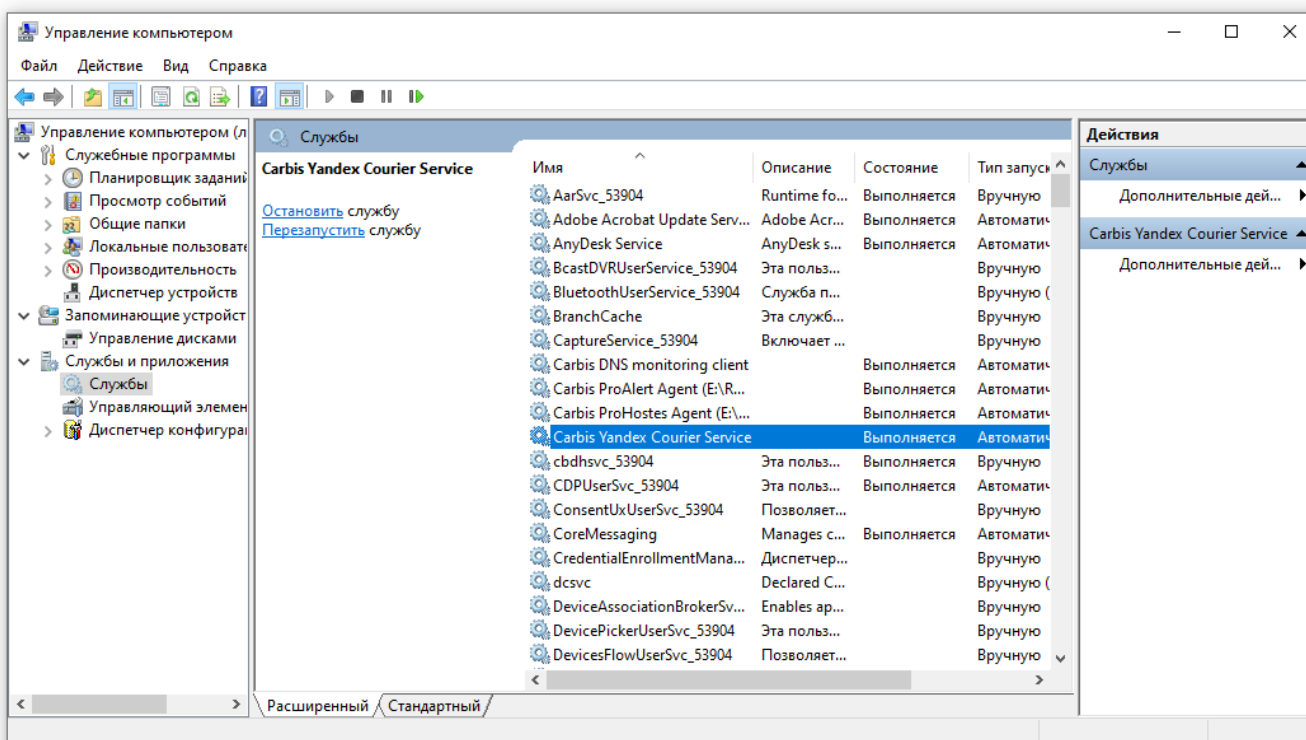 Управление компьютером
Файл Действие Вид Справка
Управление компьютером (л
Служебные программы
Планировщик заданий
Просмотр событий
Общие папки
Локальные пользовате
Производительность
Диспетчер устройств
Запоминающие устройст
Управление дисками
Службы и приложения
Службы
Управляющий элемен
Диспетчер конфигура
Службы
Carbis Yandex Courier Service
Остановить службу
Перезапустить службу
Имя Описание Состояние Тип запуск
AarSvc_53904 Runtime fo... Выполняется Вручную
Adobe Acrobat Update Serv... Adobe Acr... Выполняется Автоматич
AnyDesk Service AnyDesk s... Выполняется Автоматич
BcastDVRUserService_53904 Эта польз... Вручную
BluetoothUserService_53904 Служба п... Вручную (
BranchCache Эта служб... Вручную
CaptureService_53904 Включает ... Вручную
Carbis DNS monitoring client Выполняется Автоматич
Carbis ProAlert Agent (E:\R... Выполняется Автоматич
Carbis ProHostes Agent (E:\... Выполняется Автоматич
Carbis Yandex Courier Service Выполняется Автоматич
cbdhsvc_53904 Эта польз... Выполняется Вручную
CDPUserSvc_53904 Эта польз... Выполняется Автоматич
ConsentUxUserSvc_53904 Позволяет... Вручную
CoreMessaging Manages c... Выполняется Автоматич
CredentialEnrollmentMana... Диспетчер... Вручную
dcsvc Declared C... Вручную (
DeviceAssociationBrokerSv... Enables ap... Вручную
DevicePickerUserSvc_53904 Эта польз... Вручную
DevicesFlowUserSvc_53904 Позволяет... Вручную
Расширенный Стандартный
Действия
Службы
Дополнительные дей...
Carbis Yandex Courier Service
Дополнительные дей...